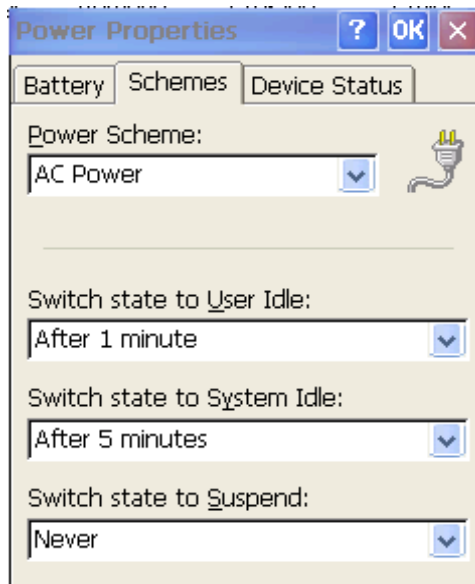 Power Properties ? OK ×
Battery Schemes Device Status
Power Scheme:
AC Power
Switch state to User Idle:
After 1 minute
Switch state to System Idle:
After 5 minutes
Switch state to Suspend:
Never